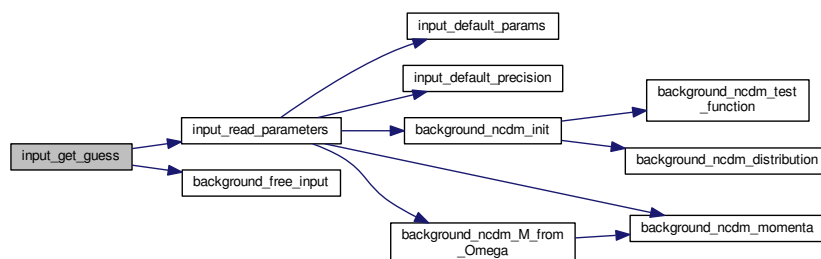 input_default_params
input_default_precision
background_ncdm_test
_function
input_read_parameters
background_ncdm_init
input_get_guess
background_ncdm_distribution
background_free_input
background_ncdm_momenta
background_ncdm_M_from
_Omega